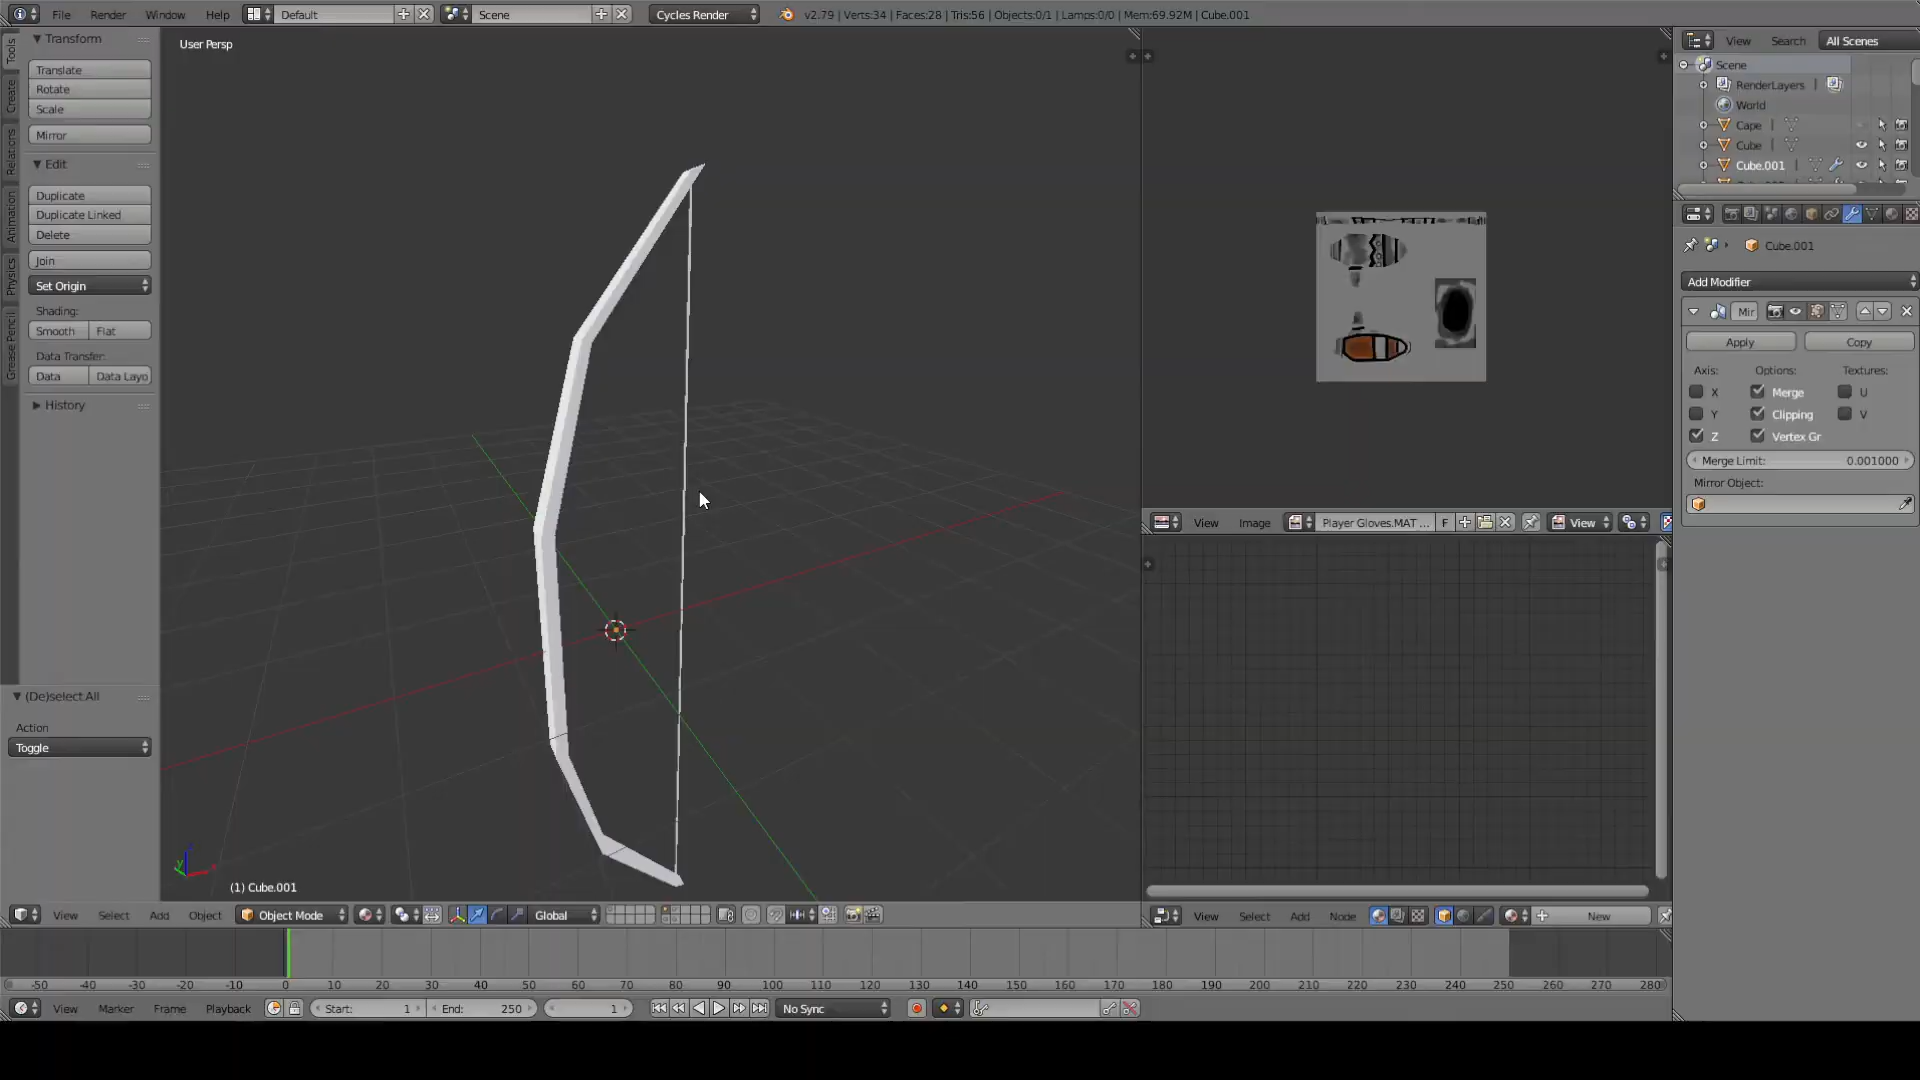 File Render Window Help Default Scene Cycles Render v2.79 | Verts:34 | Faces:28 | Tris:56 | Objects:0/1 | Lamps:0/0 | Mem:69.92M | Cube.001
Tools
Create
Relations
Animation
Physics
Grease Pencil
Transform
Translate
Rotate
Scale
Mirror
Edit
Duplicate
Duplicate Linked
Delete
Join
Set Origin
Shading:
Smooth Flat
Data Transfer:
Data Data Layo
History
(De)select All
Action
Toggle
User Persp
(1) Cube.001
View Select Add Object Object Mode Global
View Image Player Gloves.MAT ... F View
View Select Add Node New
View Search All Scenes
Scene
RenderLayers |
World
Cape |
Cube |
Cube.001 |
Cube.001
Add Modifier
Mir
Apply Copy
Axis: Options: Textures:
X Merge U
Y Clipping V
Z Vertex Gr
Merge Limit: 0.001000
Mirror Object:
-50 -40 -30 -20 -10 0 10 20 30 40 50 60 70 80 90 100 110 120 130 140 150 160 170 180 190 200 210 220 230 240 250 260 270 280
View Marker Frame Playback Start: 1 End: 250 1 No Sync